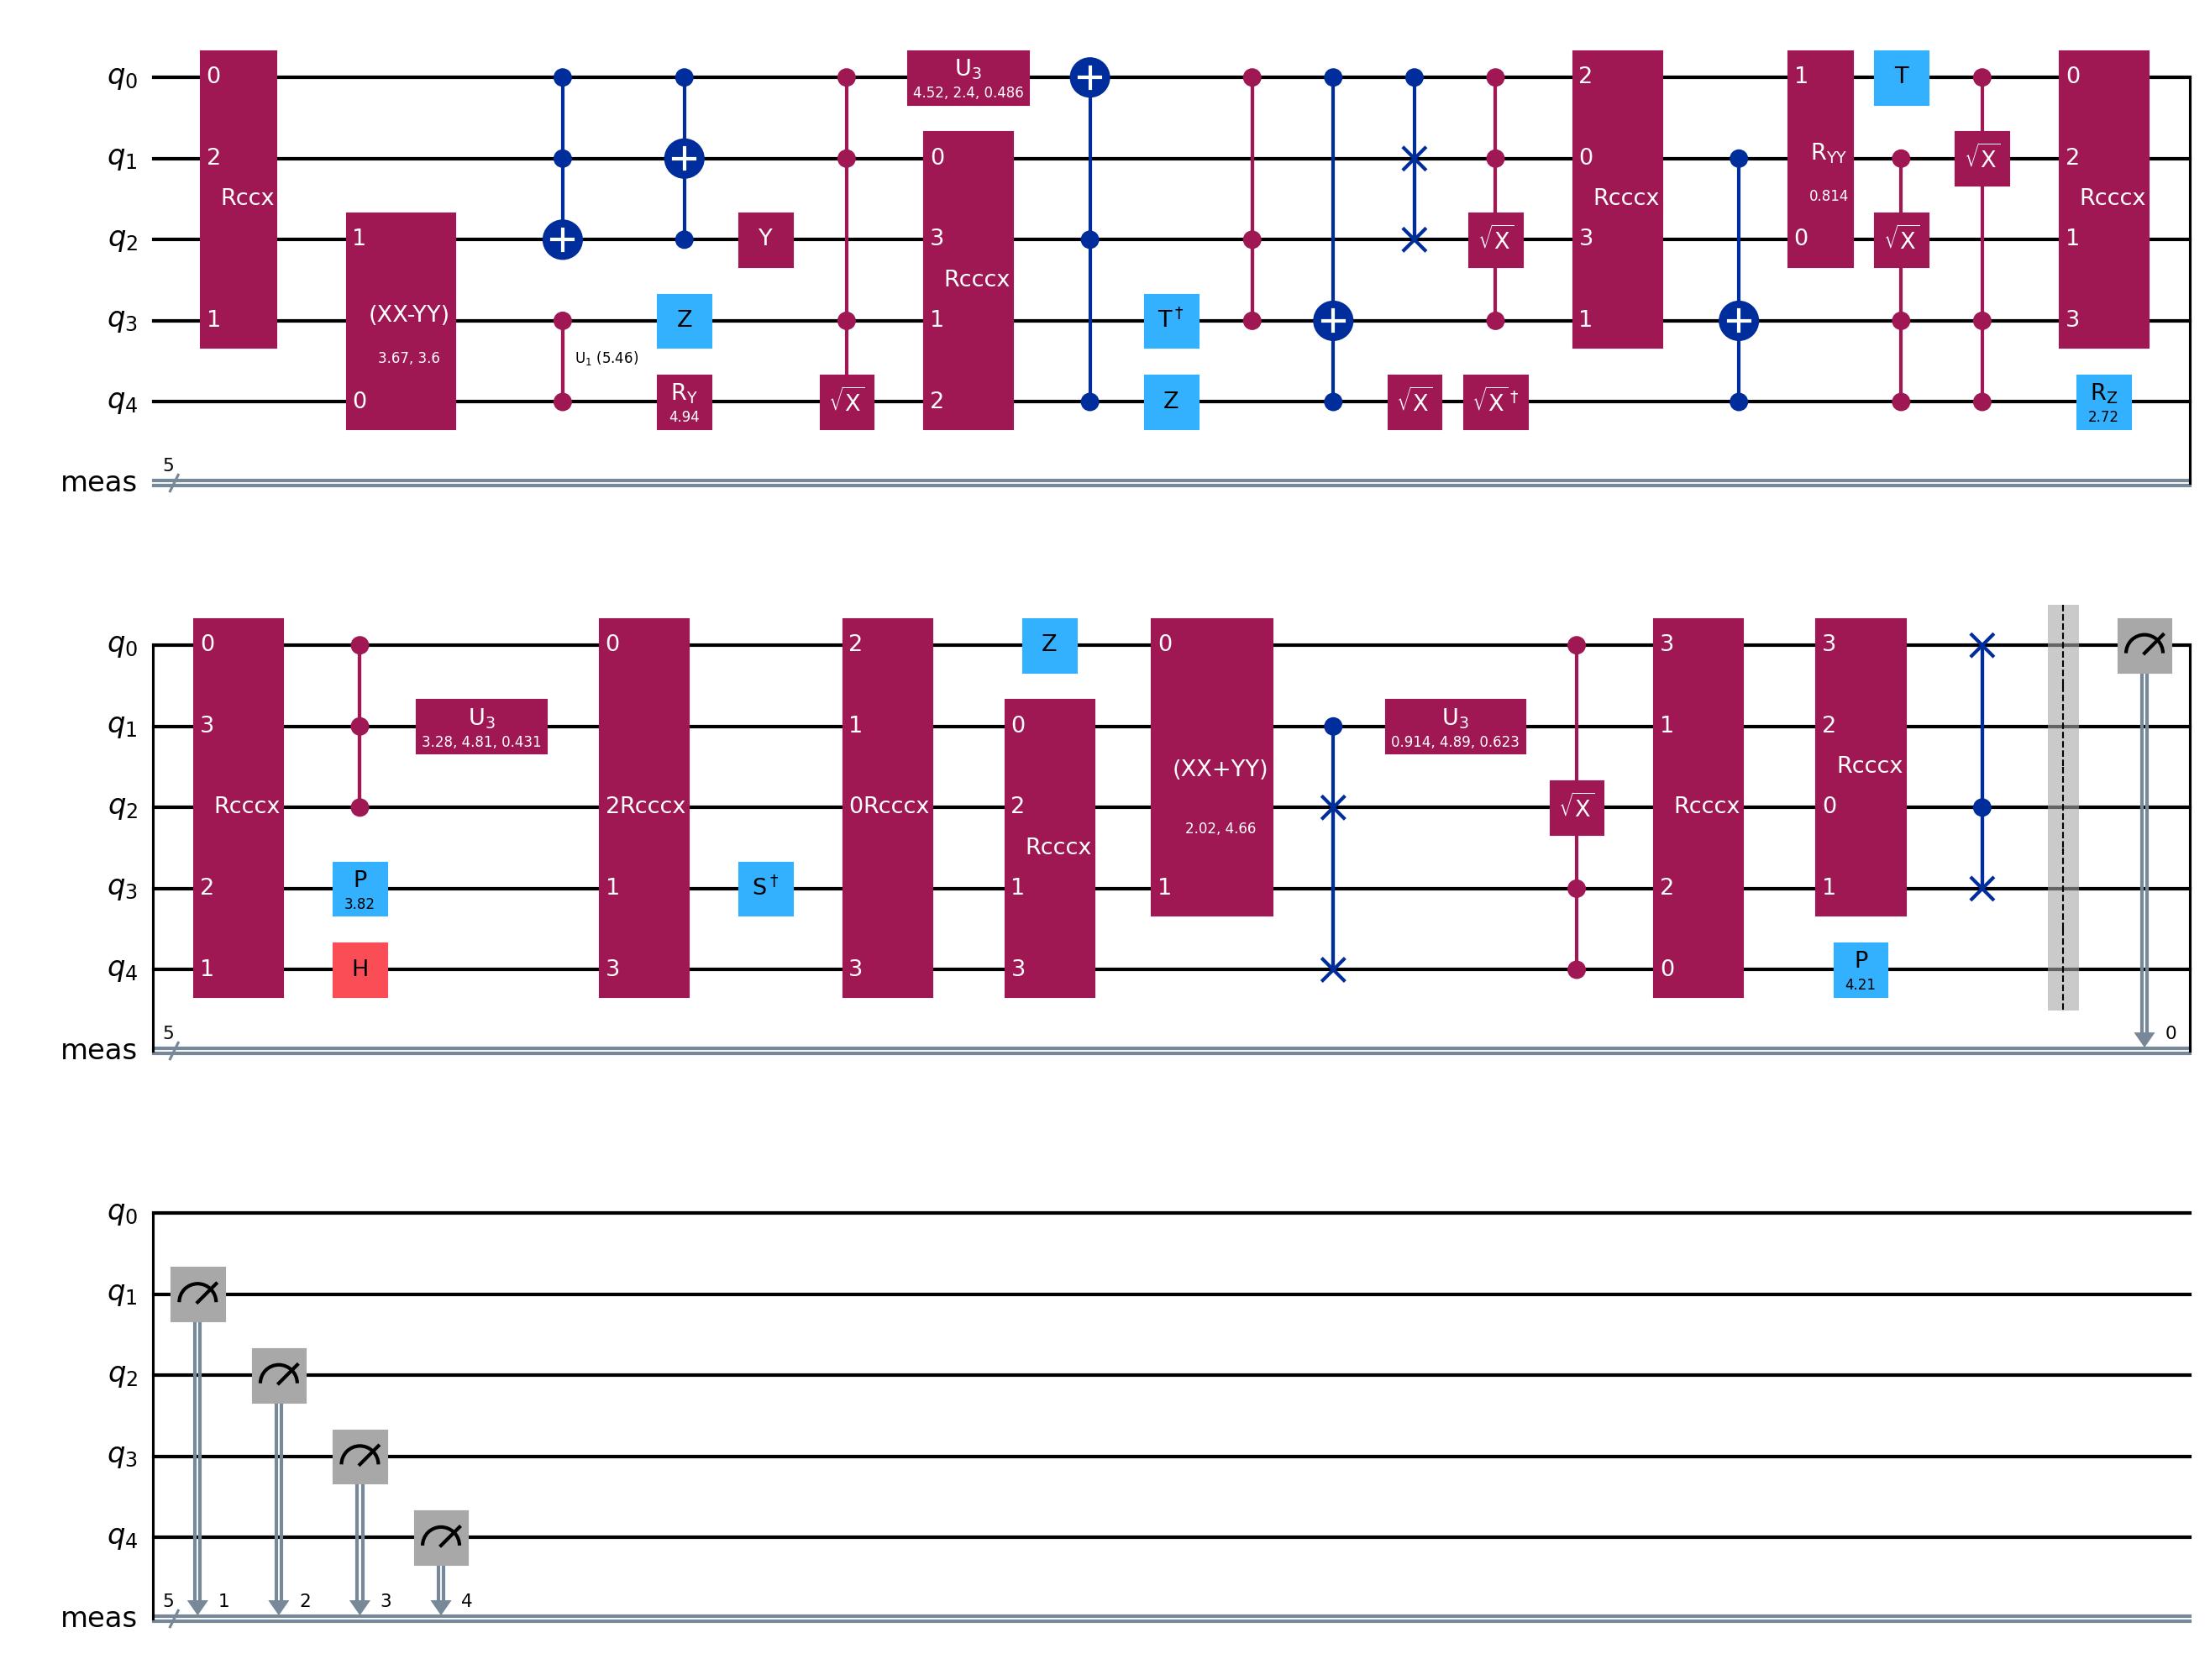 q0 0 U3 4.52, 2.4, 0.486 2 1 T 0
q1 2 0 0 RYY 0.814 √X 2
Rccx Rcccx Rcccx
q2 1 Y 3 √X 3 0 √X 1
Rcccx
q3 1 (XX-YY) 3.67, 3.6 U1 (5.46) Z 1 T† 1 3
q4 0 RY 4.94 √X 2 Z √X √X† RZ 2.72
meas 5
q0 0 0 2 Z 0 3 3
q1 3 U3 3.28, 4.81, 0.431 1 0 U3 0.914, 4.89, 0.623 1 2
(XX+YY) 2.02, 4.66 Rcccx
q2 Rcccx 2Rcccx 0Rcccx 2 √X Rcccx 0
Rcccx
q3 2 P 3.82 1 S† 1 1 2 1
q4 1 H 3 3 3 0 P 4.21
meas 5 0
q0
q1
q2
q3
q4
meas 5 1 2 3 4